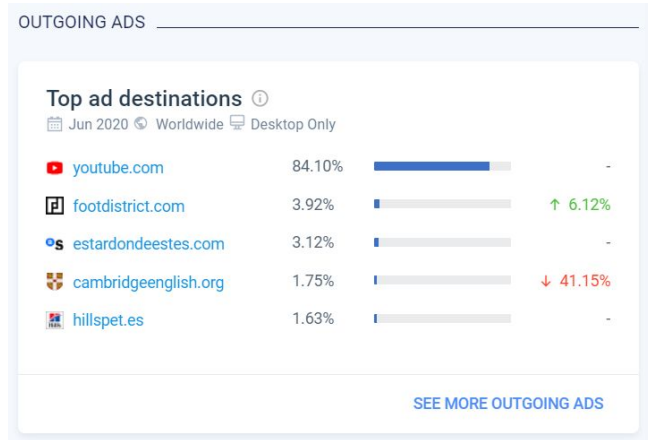 OUTGOING ADS
Top ad destinations
Jun 2020 Worldwide Desktop Only
youtube.com 84.10% -
footdistrict.com 3.92% ↑ 6.12%
estardondeestes.com 3.12% -
cambridgeenglish.org 1.75% ↓ 41.15%
hillspet.es 1.63% -
SEE MORE OUTGOING ADS